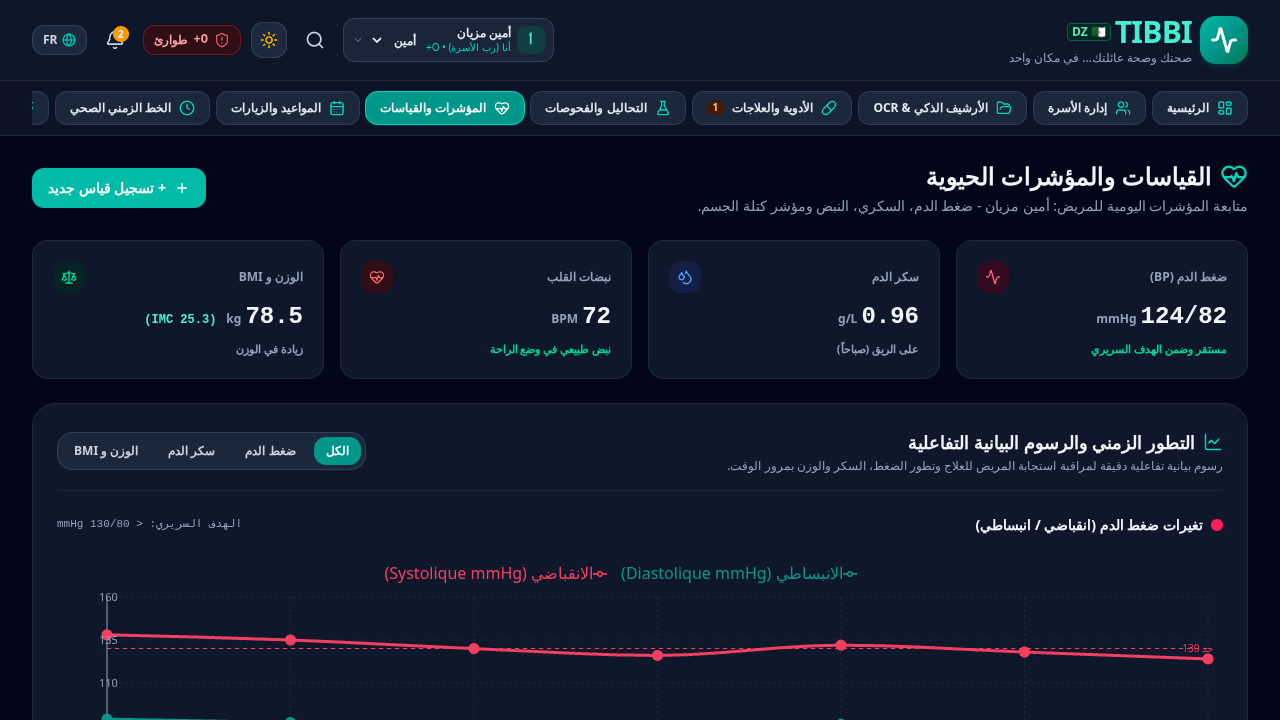 TIBBI 🇩🇿 DZ
صحتك وصحة عائلتك... في مكان واحد
أ
أمين مزيان
أنا (رب الأسرة) • O+
أمين
طوارئ O+
2
FR
الرئيسية
إدارة الأسرة
الأرشيف الذكي & OCR
الأدوية والعلاجات 1
التحاليل والفحوصات
المؤشرات والقياسات
المواعيد والزيارات
الخط الزمني الصحي
القياسات والمؤشرات الحيوية
متابعة المؤشرات اليومية للمريض: أمين مزيان - ضغط الدم، السكري، النبض ومؤشر كتلة الجسم.
+ تسجيل قياس جديد
ضغط الدم (BP)
124/82 mmHg
مستقر وضمن الهدف السريري
سكر الدم
0.96 g/L
على الريق (صباحاً)
نبضات القلب
72 BPM
نبض طبيعي في وضع الراحة
الوزن و BMI
78.5 kg (IMC 25.3)
زيادة في الوزن
التطور الزمني والرسوم البيانية التفاعلية
رسوم بيانية تفاعلية دقيقة لمراقبة استجابة المريض للعلاج وتطور الضغط، السكر والوزن بمرور الوقت.
الكل
ضغط الدم
سكر الدم
الوزن و BMI
تغيرات ضغط الدم (انقباضي / انبساطي)
الهدف السريري: < 130/80 mmHg
الانبساطي (Diastolique mmHg)
الانقباضي (Systolique mmHg)
160
135
حد 130
110